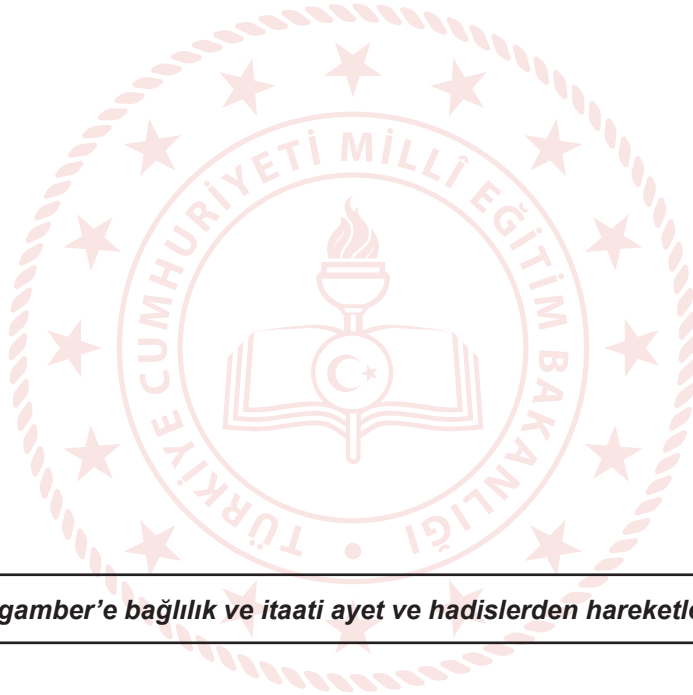 TÜRKİYE CUMHURİYETİ MİLLÎ EĞİTİM BAKANLIĞI
gamber’e bağlılık ve itaati ayet ve hadislerden hareketle